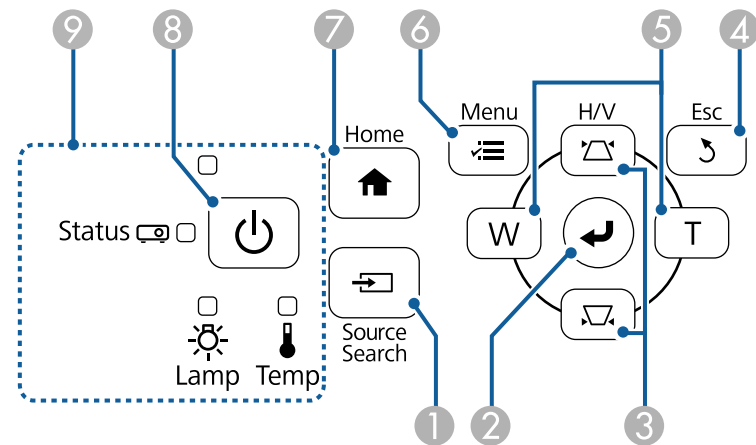 9 8 7 6 5 4
Menu H/V Esc
Home
Status
W T
Source
Search
Lamp Temp
1 2 3